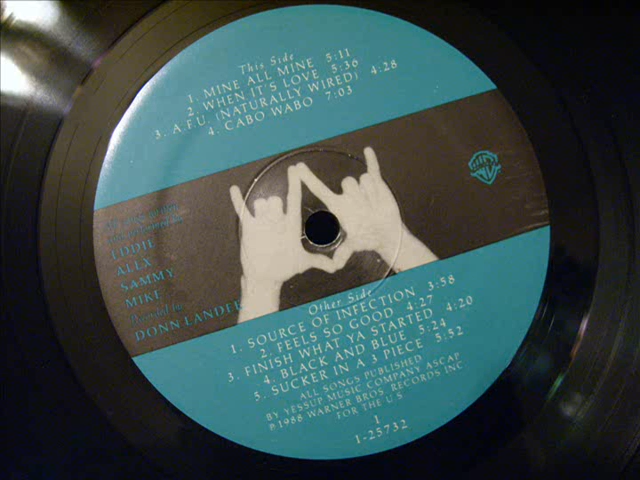 This Side
1. MINE ALL MINE 5:11
2. WHEN IT'S LOVE 5:36
3. A.F.U. (NATURALLY WIRED) 4:28
4. CABO WABO 7:03
EDDIE
ALEX
SAMMY
MIKE
Recorded by
DONN LANDEE
Other Side
1. SOURCE OF INFECTION 3:58
2. FEELS SO GOOD 4:27
3. FINISH WHAT YA STARTED 4:20
4. BLACK AND BLUE 5:24
5. SUCKER IN A 3 PIECE 5:52
ALL SONGS PUBLISHED
BY YESSUP MUSIC COMPANY ASCAP
℗1988 WARNER BROS. RECORDS INC
FOR THE U.S
1
1-25732